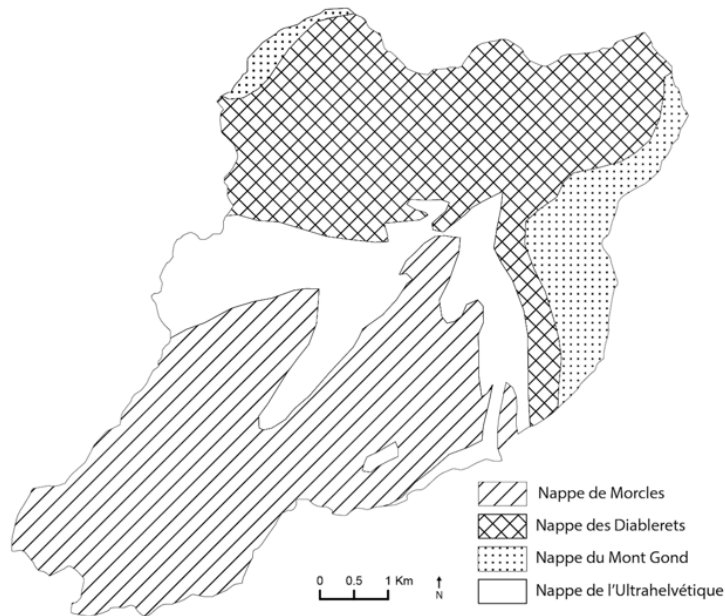 Nappe de Morcles
Nappe des Diablerets
Nappe du Mont Gond
Nappe de l'Ultrahelvétique
0 0.5 1 Km
N